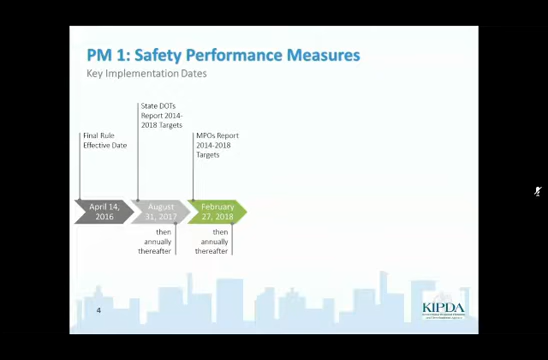 PM 1: Safety Performance Measures
Key Implementation Dates
Final Rule
Effective Date
State DOTs
Report 2014-
2018 Targets
MPOs Report
2014-2018
Targets
April 14,
2016
August
31, 2017
February
27, 2018
then
annually
thereafter
then
annually
thereafter
4
KIPDA